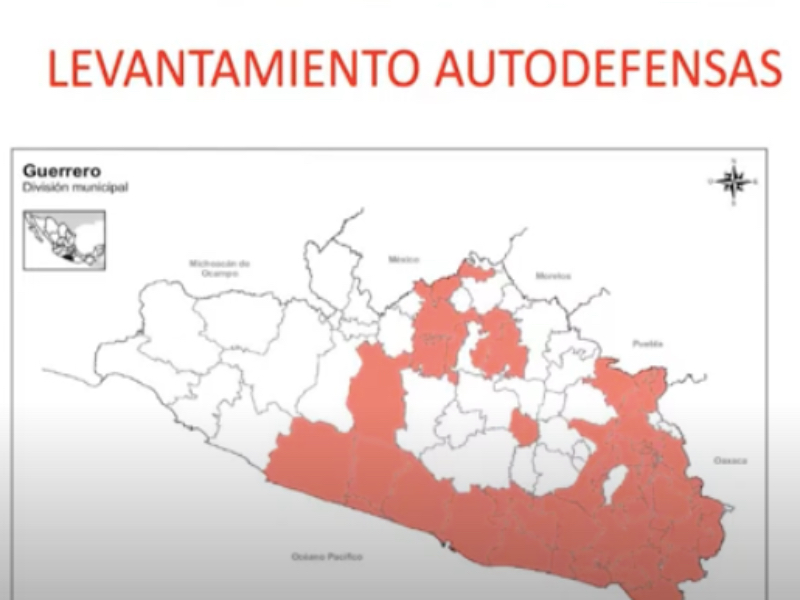 LEVANTAMIENTO AUTODEFENSAS
Guerrero
División municipal
N
Michoacán de
Ocampo
México
Morelos
Puebla
Oaxaca
Océano Pacífico